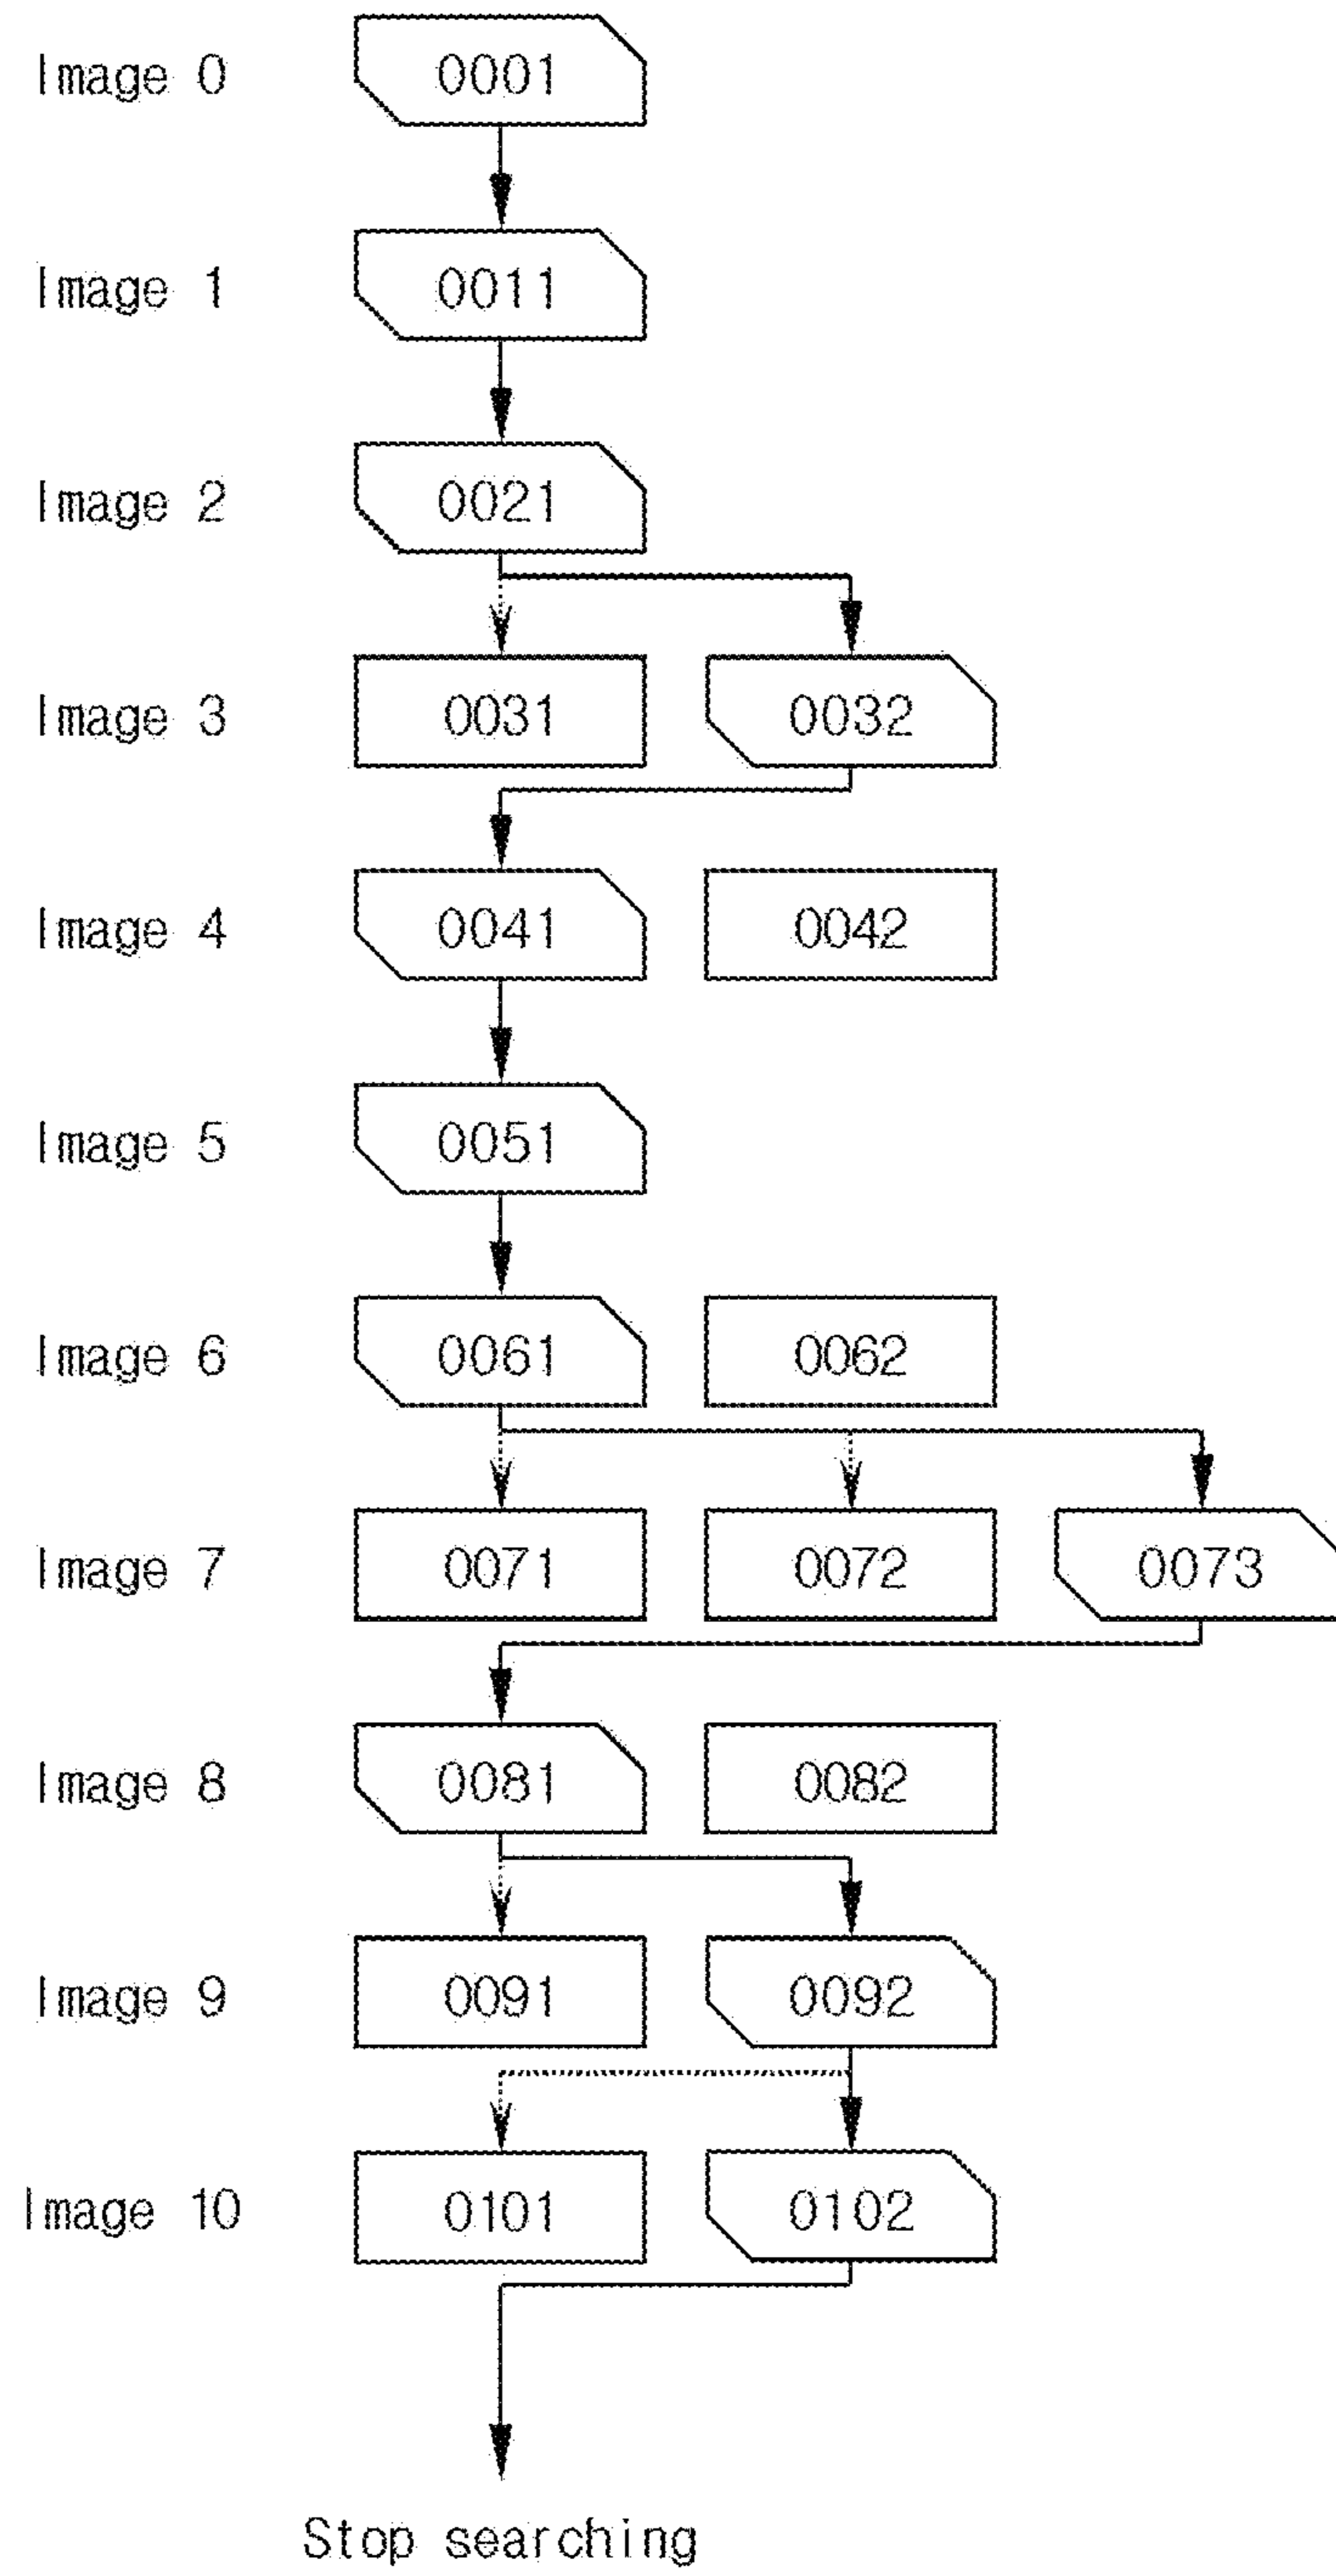 Image 0 0001
Image 1 0011
Image 2 0021
Image 3 0031 0032
Image 4 0041 0042
Image 5 0051
Image 6 0061 0062
Image 7 0071 0072 0073
Image 8 0081 0082
Image 9 0091 0092
Image 10 0101 0102
Stop searching